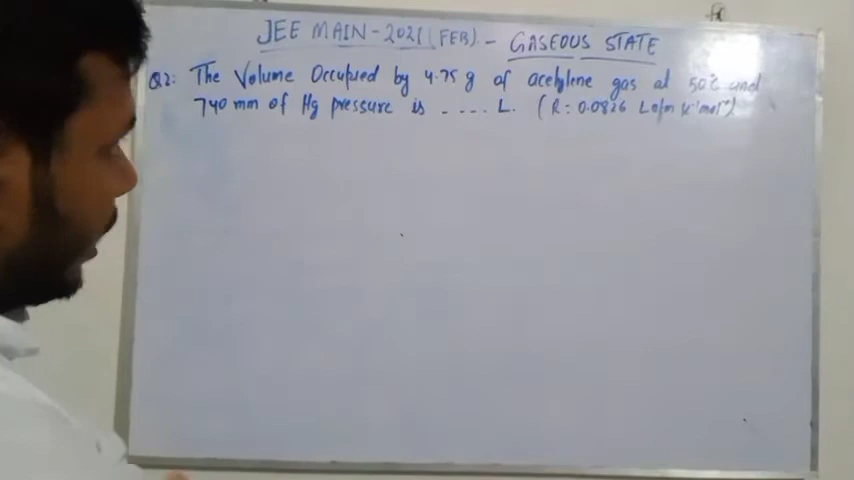 JEE MAIN - 2021 (FEB) - GASEOUS STATE
Q2: The Volume Occupied by 4.75 g of acetylene gas at 50°C and
740 mm of Hg pressure is .... L. (R = 0.0826 L atm K⁻¹ mol⁻¹)